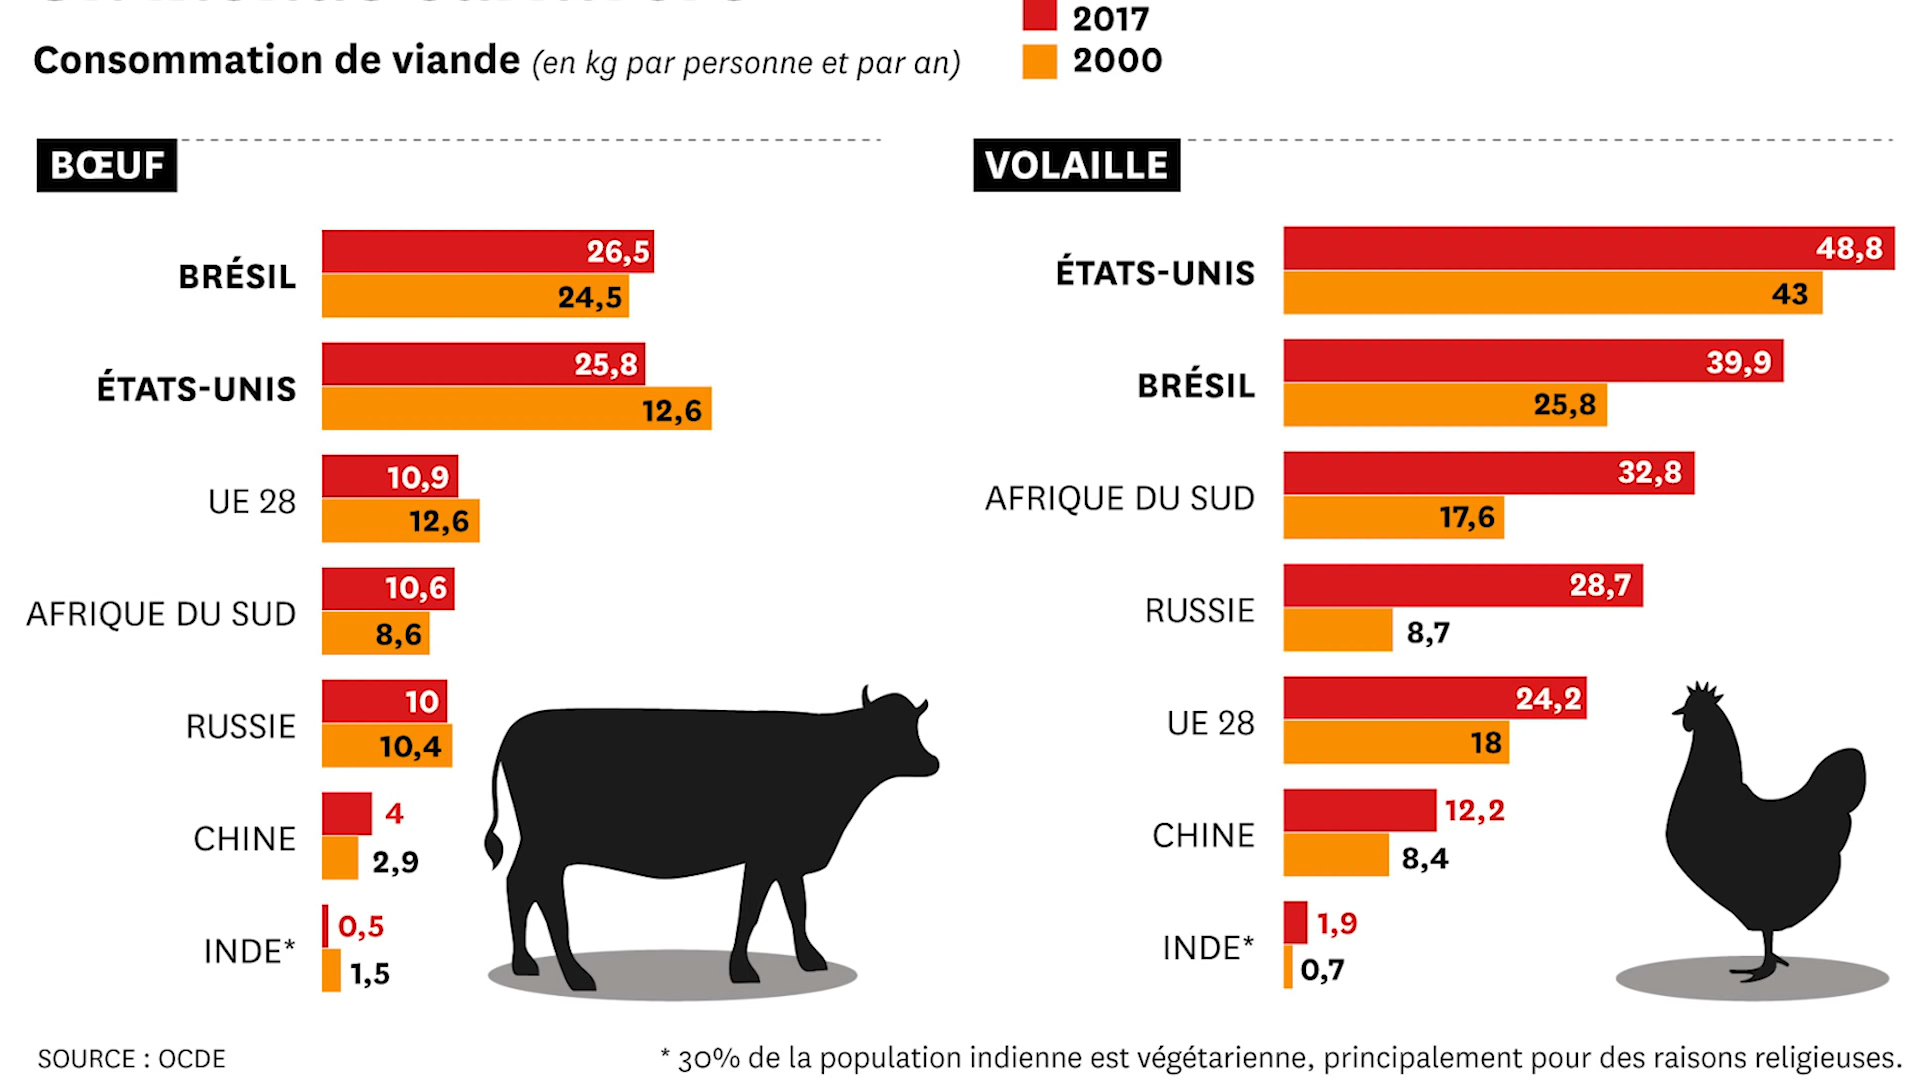 2017
Consommation de viande (en kg par personne et par an)
2000
BŒUF
BRÉSIL
26,5
24,5
ÉTATS-UNIS
25,8
12,6
UE 28
10,9
12,6
AFRIQUE DU SUD
10,6
8,6
RUSSIE
10
10,4
CHINE
4
2,9
INDE*
0,5
1,5
VOLAILLE
ÉTATS-UNIS
48,8
43
BRÉSIL
39,9
25,8
AFRIQUE DU SUD
32,8
17,6
RUSSIE
28,7
8,7
UE 28
24,2
18
CHINE
12,2
8,4
INDE*
1,9
0,7
SOURCE : OCDE
* 30% de la population indienne est végétarienne, principalement pour des raisons religieuses.